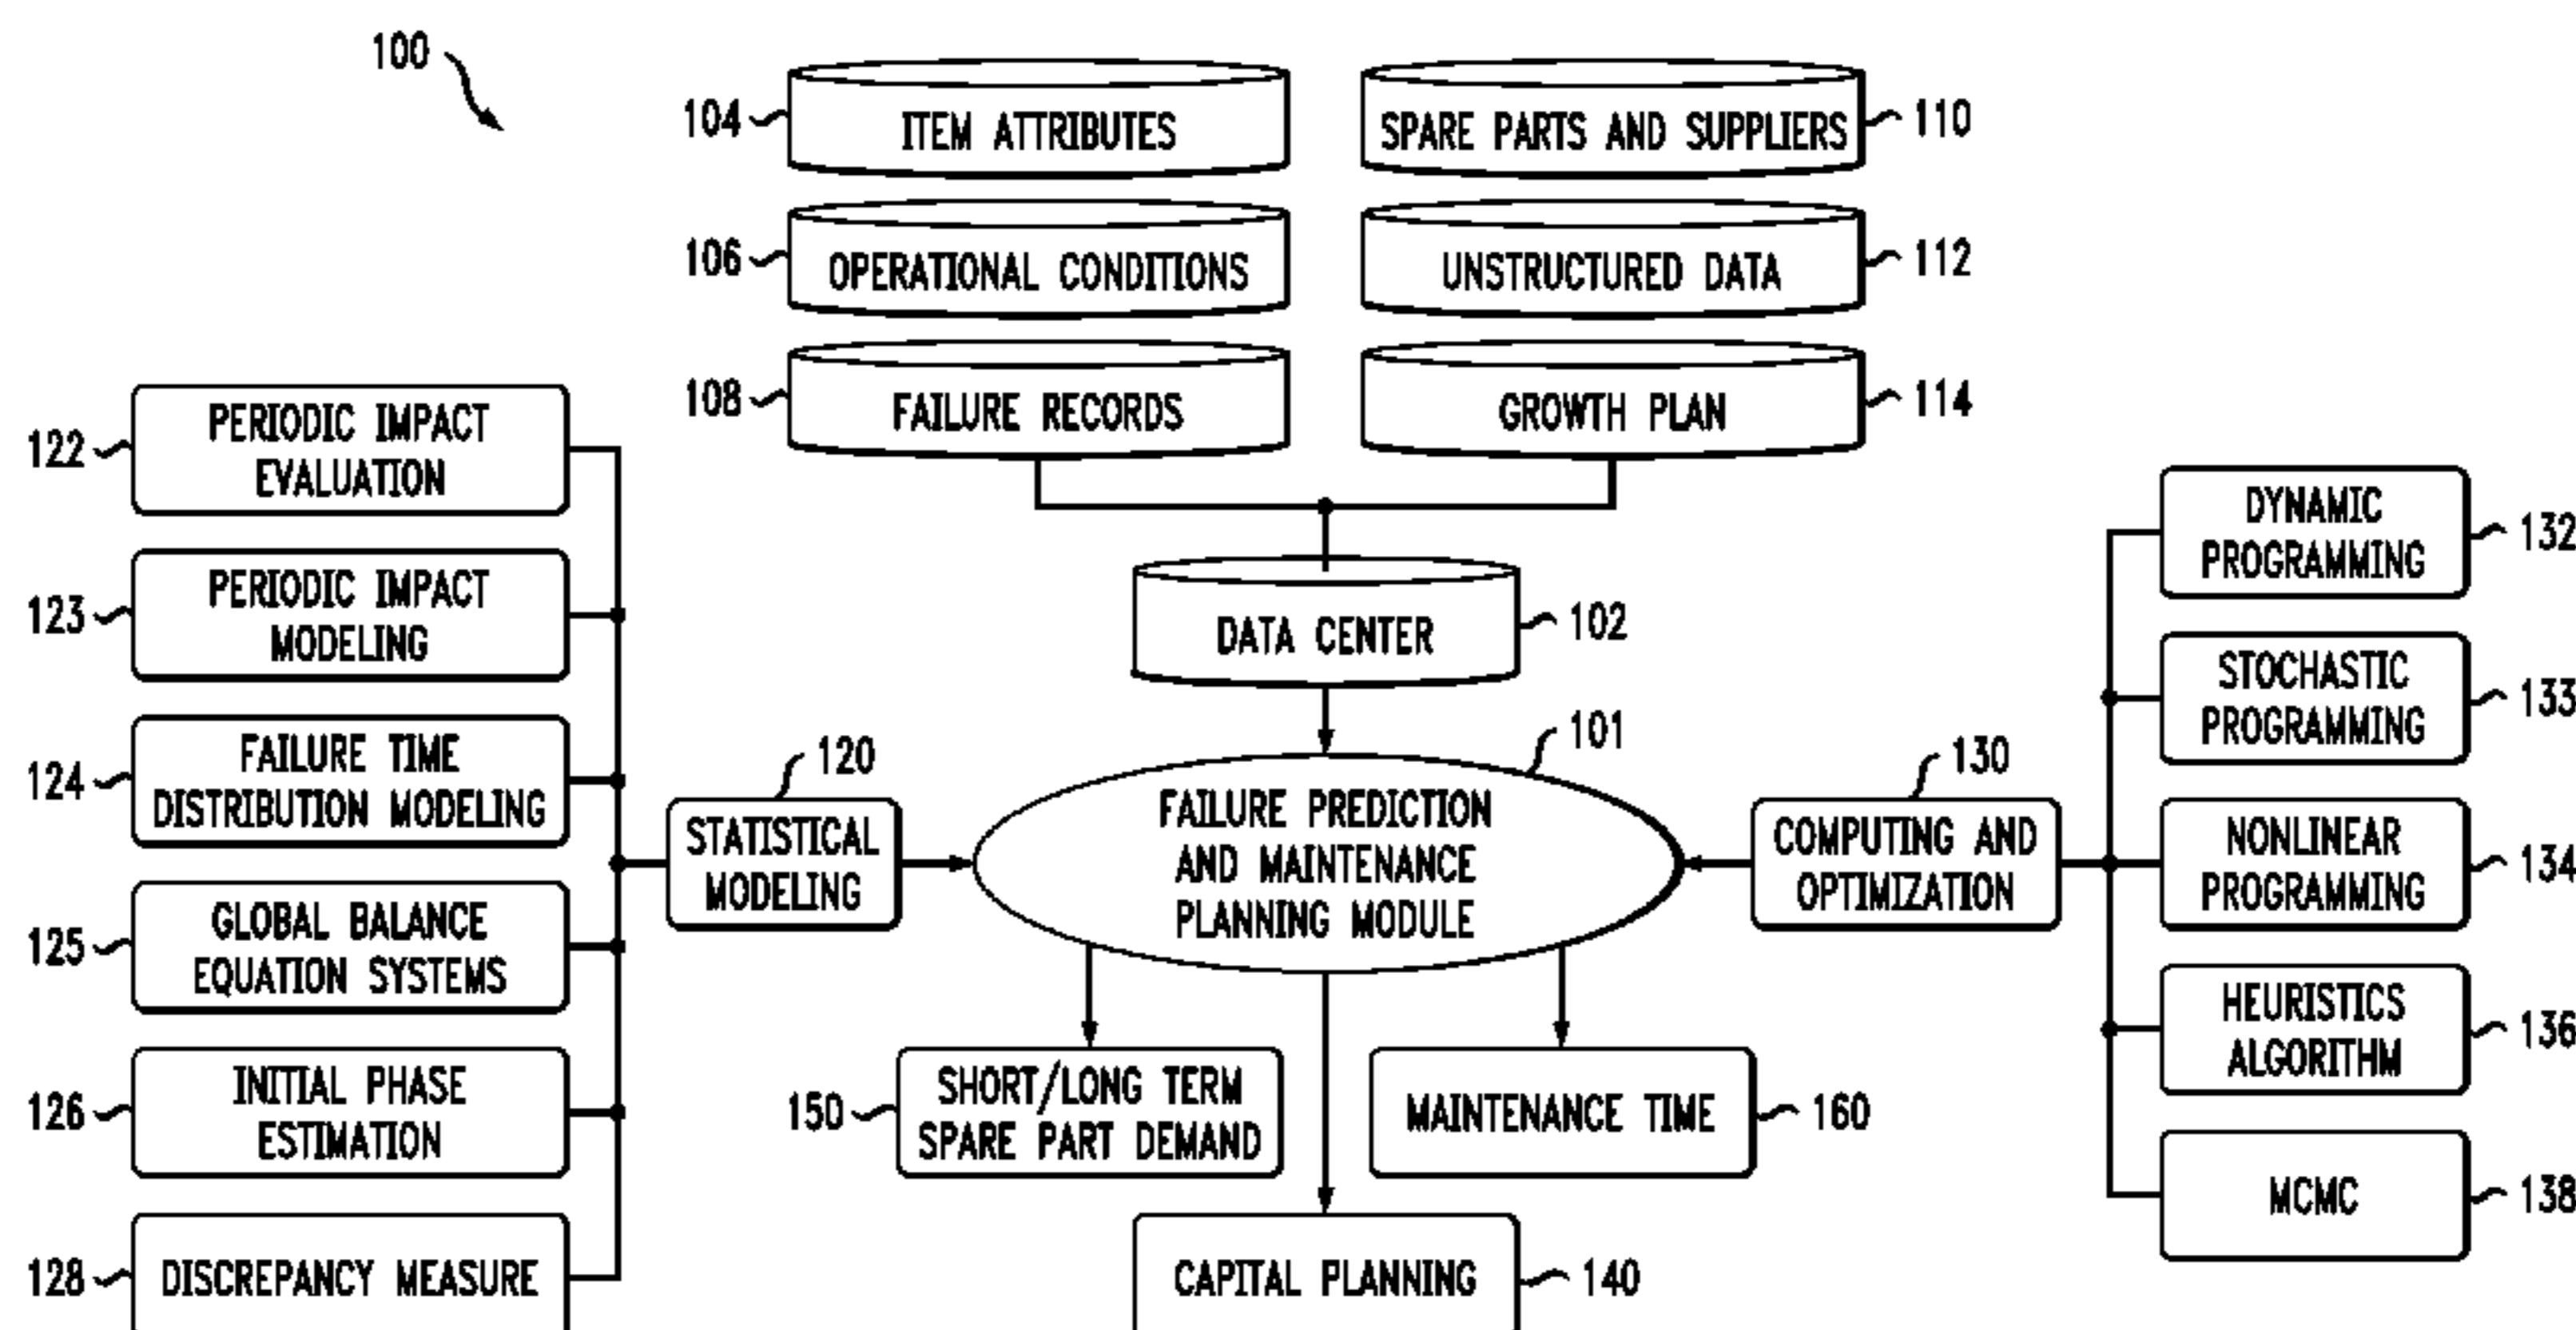 100
104
ITEM ATTRIBUTES
SPARE PARTS AND SUPPLIERS
110
106
OPERATIONAL CONDITIONS
UNSTRUCTURED DATA
112
108
FAILURE RECORDS
GROWTH PLAN
114
122
PERIODIC IMPACT
EVALUATION
123
PERIODIC IMPACT
MODELING
124
FAILURE TIME
DISTRIBUTION MODELING
125
GLOBAL BALANCE
EQUATION SYSTEMS
126
INITIAL PHASE
ESTIMATION
128
DISCREPANCY MEASURE
DATA CENTER
102
120
STATISTICAL
MODELING
101
FAILURE PREDICTION
AND MAINTENANCE
PLANNING MODULE
130
COMPUTING AND
OPTIMIZATION
DYNAMIC
PROGRAMMING
132
STOCHASTIC
PROGRAMMING
133
NONLINEAR
PROGRAMMING
134
HEURISTICS
ALGORITHM
136
MCMC
138
150
SHORT/LONG TERM
SPARE PART DEMAND
MAINTENANCE TIME
160
CAPITAL PLANNING
140